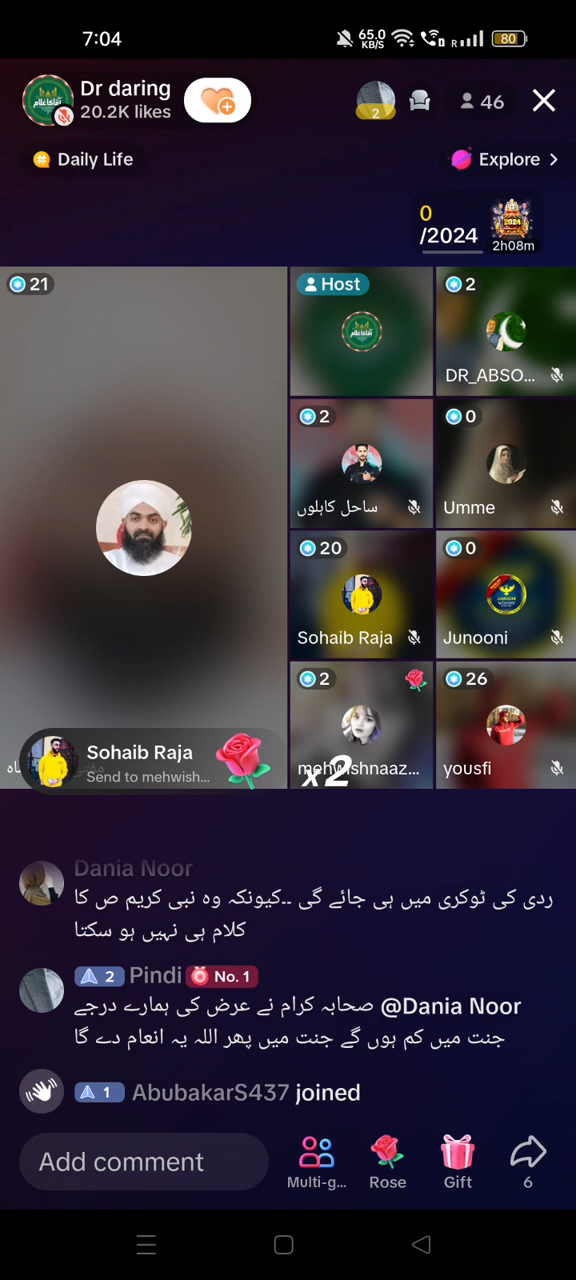 7:04
65.0
KB/S
R
80
Dr daring
20.2K likes
2
46
Daily Life
Explore
0
/2024
2024
2h08m
21
Host
2
DR_ABSO...
2
ساحل کاہلوں
0
Umme
20
Sohaib Raja
0
Junooni
2
mehwishnaaz...
26
yousfi
Sohaib Raja
Send to mehwish...
x2
Dania Noor
ردی کی ٹوکری میں ہی جائے گی ۔۔کیونکہ وہ نبی کریم ص کا
کلام ہی نہیں ہو سکتا
2 Pindi No. 1
@Dania Noor صحابہ کرام نے عرض کی ہمارے درجے
جنت میں کم ہوں گے جنت میں پھر اللہ یہ انعام دے گا
1 AbubakarS437 joined
Add comment
Multi-g...
Rose
Gift
6